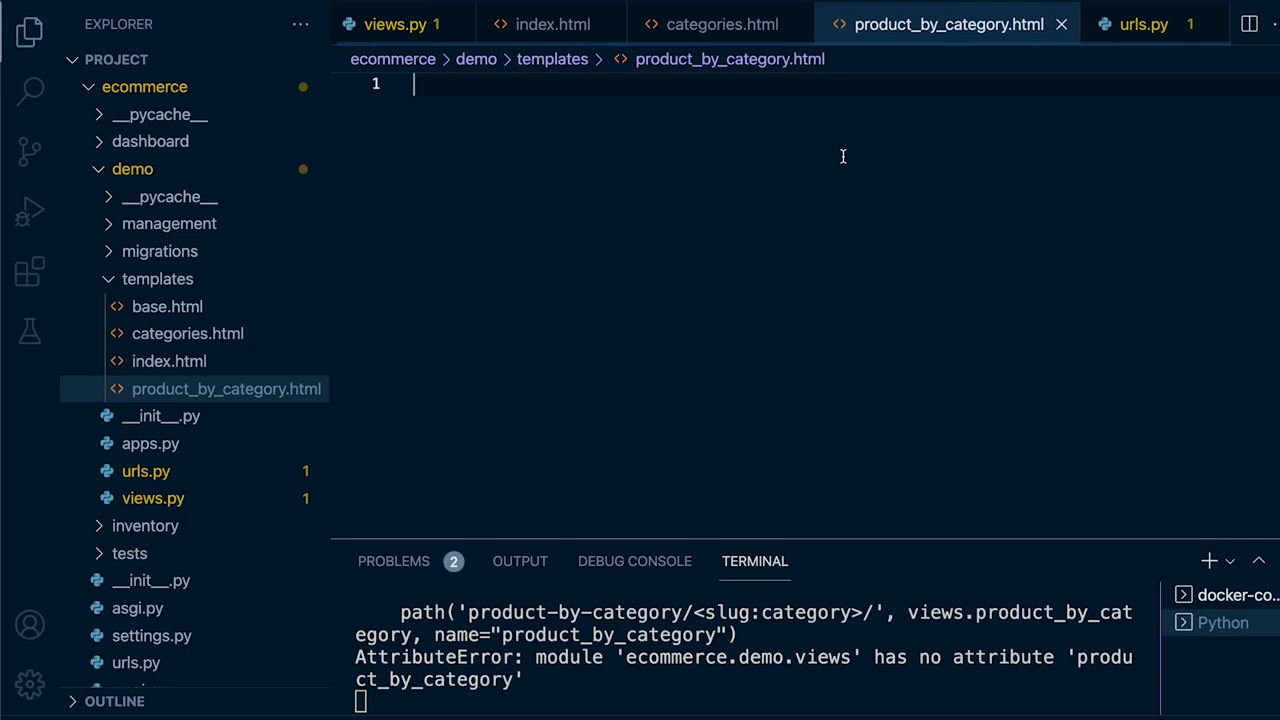 EXPLORER
views.py 1
index.html
categories.html
product_by_category.html
urls.py 1
PROJECT
ecommerce > demo > templates > product_by_category.html
ecommerce
1
__pycache__
dashboard
demo
__pycache__
management
migrations
templates
base.html
categories.html
index.html
product_by_category.html
__init__.py
apps.py
urls.py 1
views.py 1
inventory
tests
__init__.py
asgi.py
settings.py
urls.py
OUTLINE
PROBLEMS 2 OUTPUT DEBUG CONSOLE TERMINAL
path('product-by-category/<slug:category>/', views.product_by_cat
egory, name="product_by_category")
AttributeError: module 'ecommerce.demo.views' has no attribute 'produ
ct_by_category'
docker-co...
Python